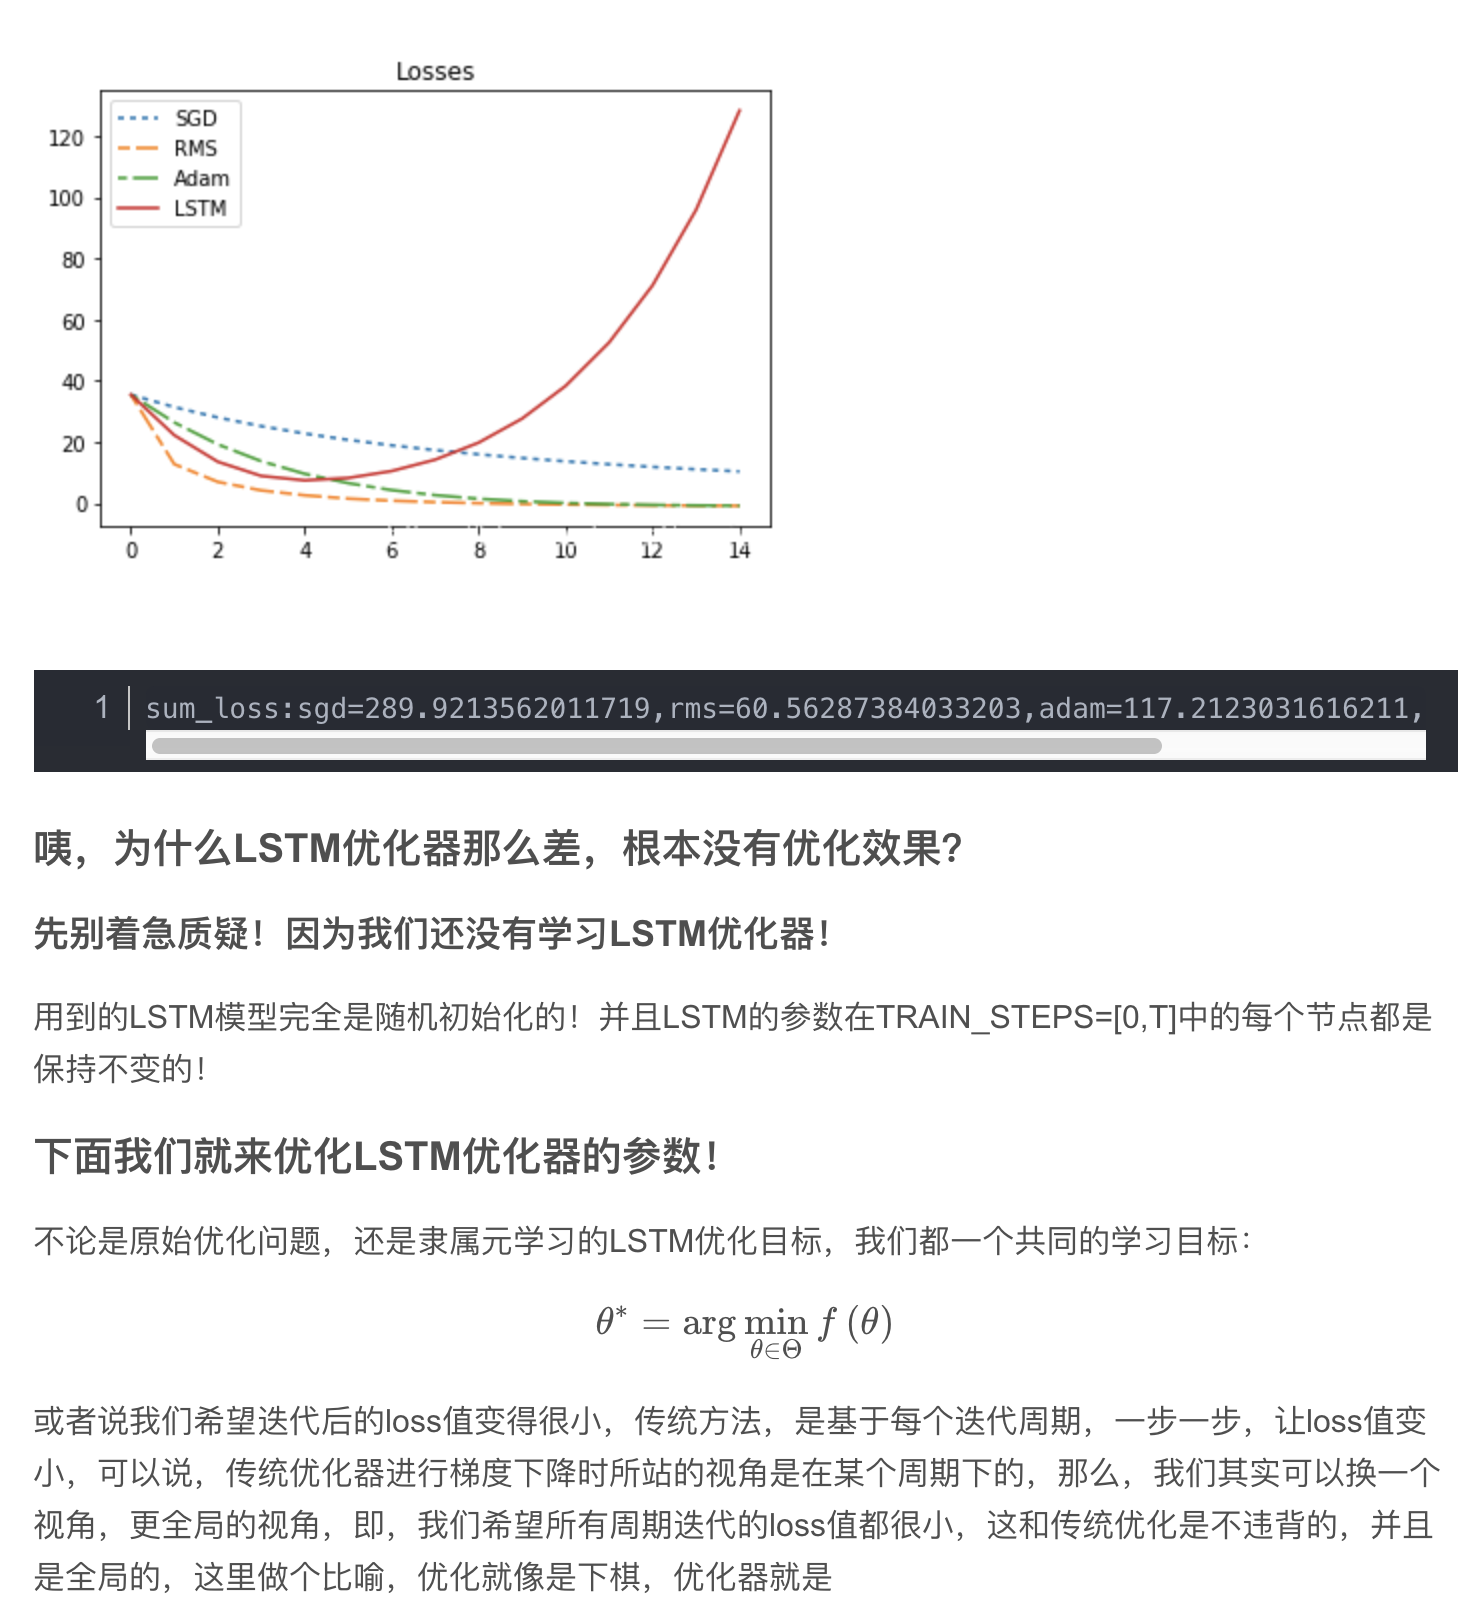 Losses
SGD
RMS
Adam
LSTM
120
100
80
60
40
20
0
0 2 4 6 8 10 12 14
1 sum_loss:sgd=289.9213562011719,rms=60.56287384033203,adam=117.2123031616211,
咦，为什么LSTM优化器那么差，根本没有优化效果?
先别着急质疑！因为我们还没有学习LSTM优化器！
用到的LSTM模型完全是随机初始化的！并且LSTM的参数在TRAIN_STEPS=[0,T]中的每个节点都是
保持不变的！
下面我们就来优化LSTM优化器的参数！
不论是原始优化问题，还是隶属元学习的LSTM优化目标，我们都一个共同的学习目标：
θ* = arg min f (θ)
θ∈Θ
或者说我们希望迭代后的loss值变得很小，传统方法，是基于每个迭代周期，一步一步，让loss值变
小，可以说，传统优化器进行梯度下降时所站的视角是在某个周期下的，那么，我们其实可以换一个
视角，更全局的视角，即，我们希望所有周期迭代的loss值都很小，这和传统优化是不违背的，并且
是全局的，这里做个比喻，优化就像是下棋，优化器就是